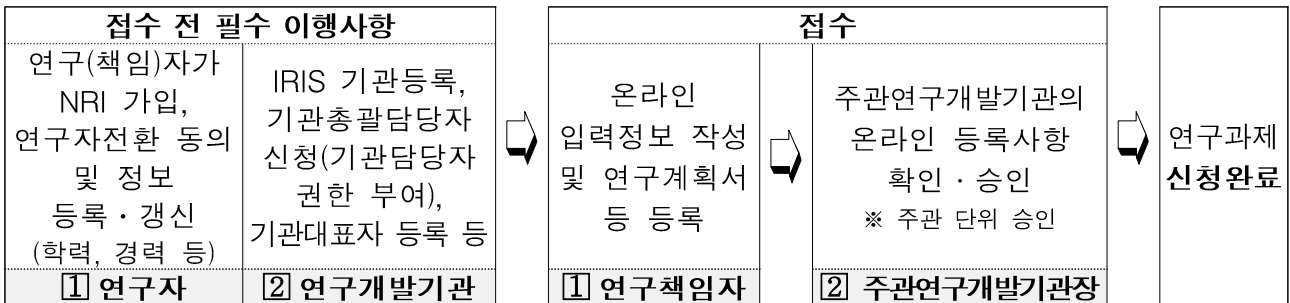 접수 전 필수 이행사항
연구(책임)자가
NRI 가입,
연구자전환 동의
및 정보
등록・갱신
(학력, 경력 등)
1 연구자
IRIS 기관등록,
기관총괄담당자
신청(기관담당자
권한 부여),
기관대표자 등록 등
2 연구개발기관
접수
온라인
입력정보 작성
및 연구계획서
등 등록
1 연구책임자
주관연구개발기관의
온라인 등록사항
확인・승인
※ 주관 단위 승인
2 주관연구개발기관장
연구과제
신청완료